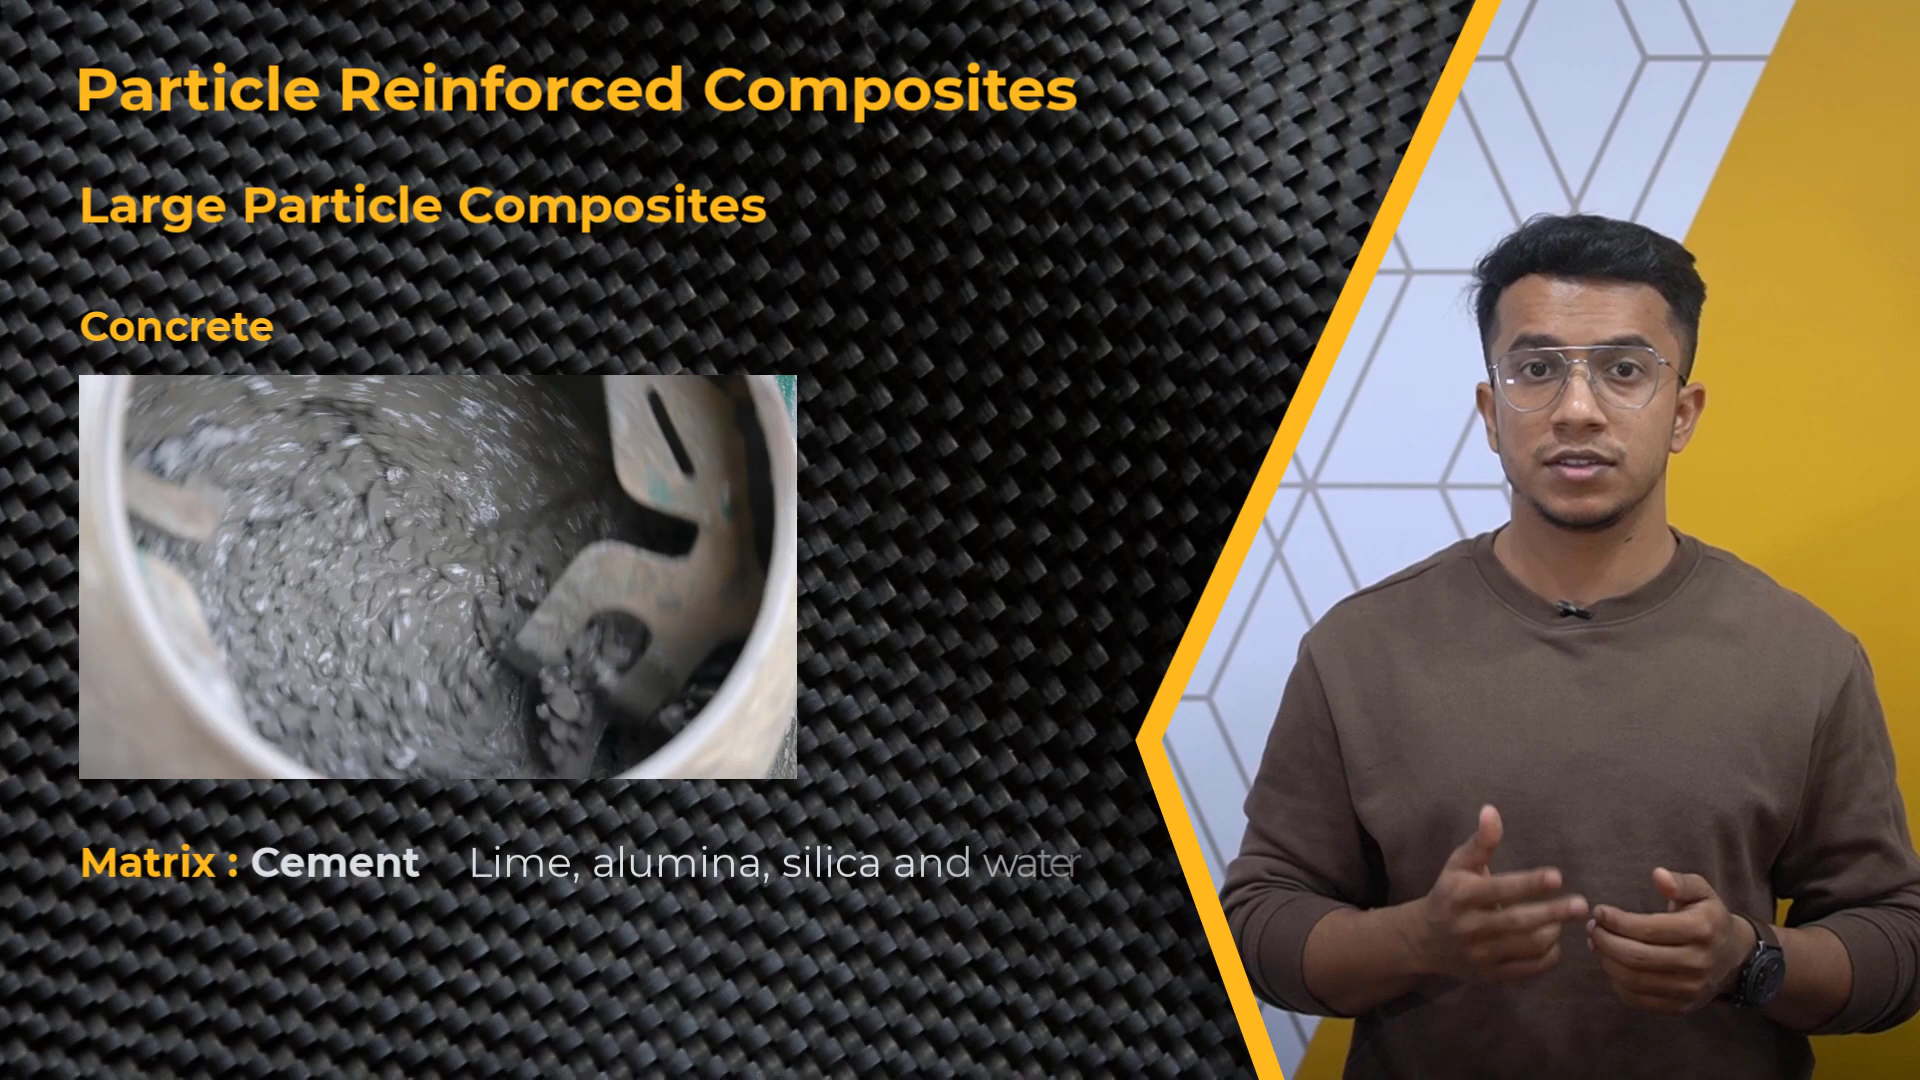 Particle Reinforced Composites
Large Particle Composites
Concrete
Matrix : Cement Lime, alumina, silica and water